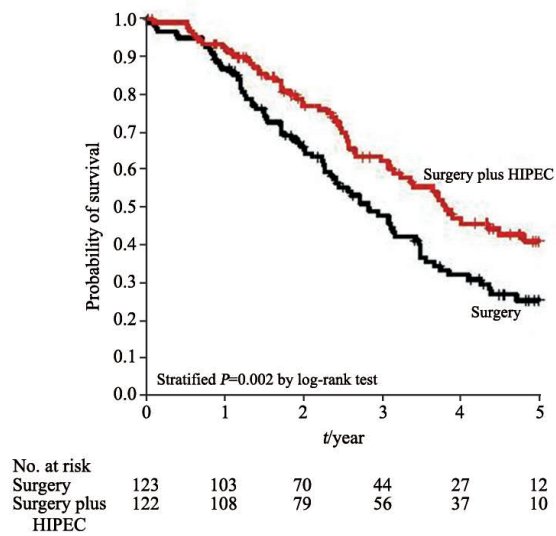 1.0
0.9
0.8
0.7
0.6
0.5
0.4
0.3
0.2
0.1
0.0
Probability of survival
Surgery plus HIPEC
Surgery
Stratified P=0.002 by log-rank test
0 1 2 3 4 5
t/year
No. at risk
Surgery 123 103 70 44 27 12
Surgery plus 122 108 79 56 37 10
HIPEC